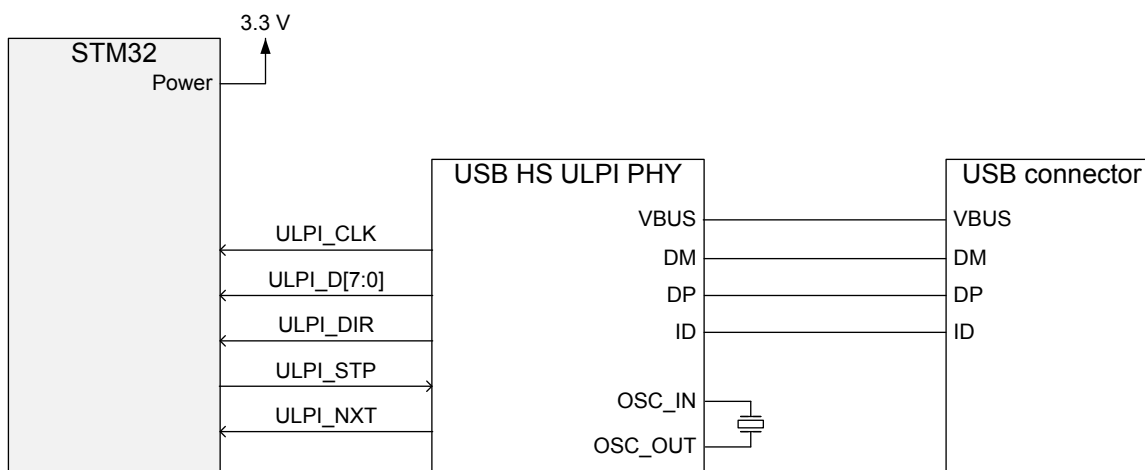 3.3 V
STM32
Power
USB HS ULPI PHY
USB connector
VBUS
VBUS
ULPI_CLK
DM
DM
ULPI_D[7:0]
DP
DP
ULPI_DIR
ID
ID
ULPI_STP
OSC_IN
ULPI_NXT
OSC_OUT